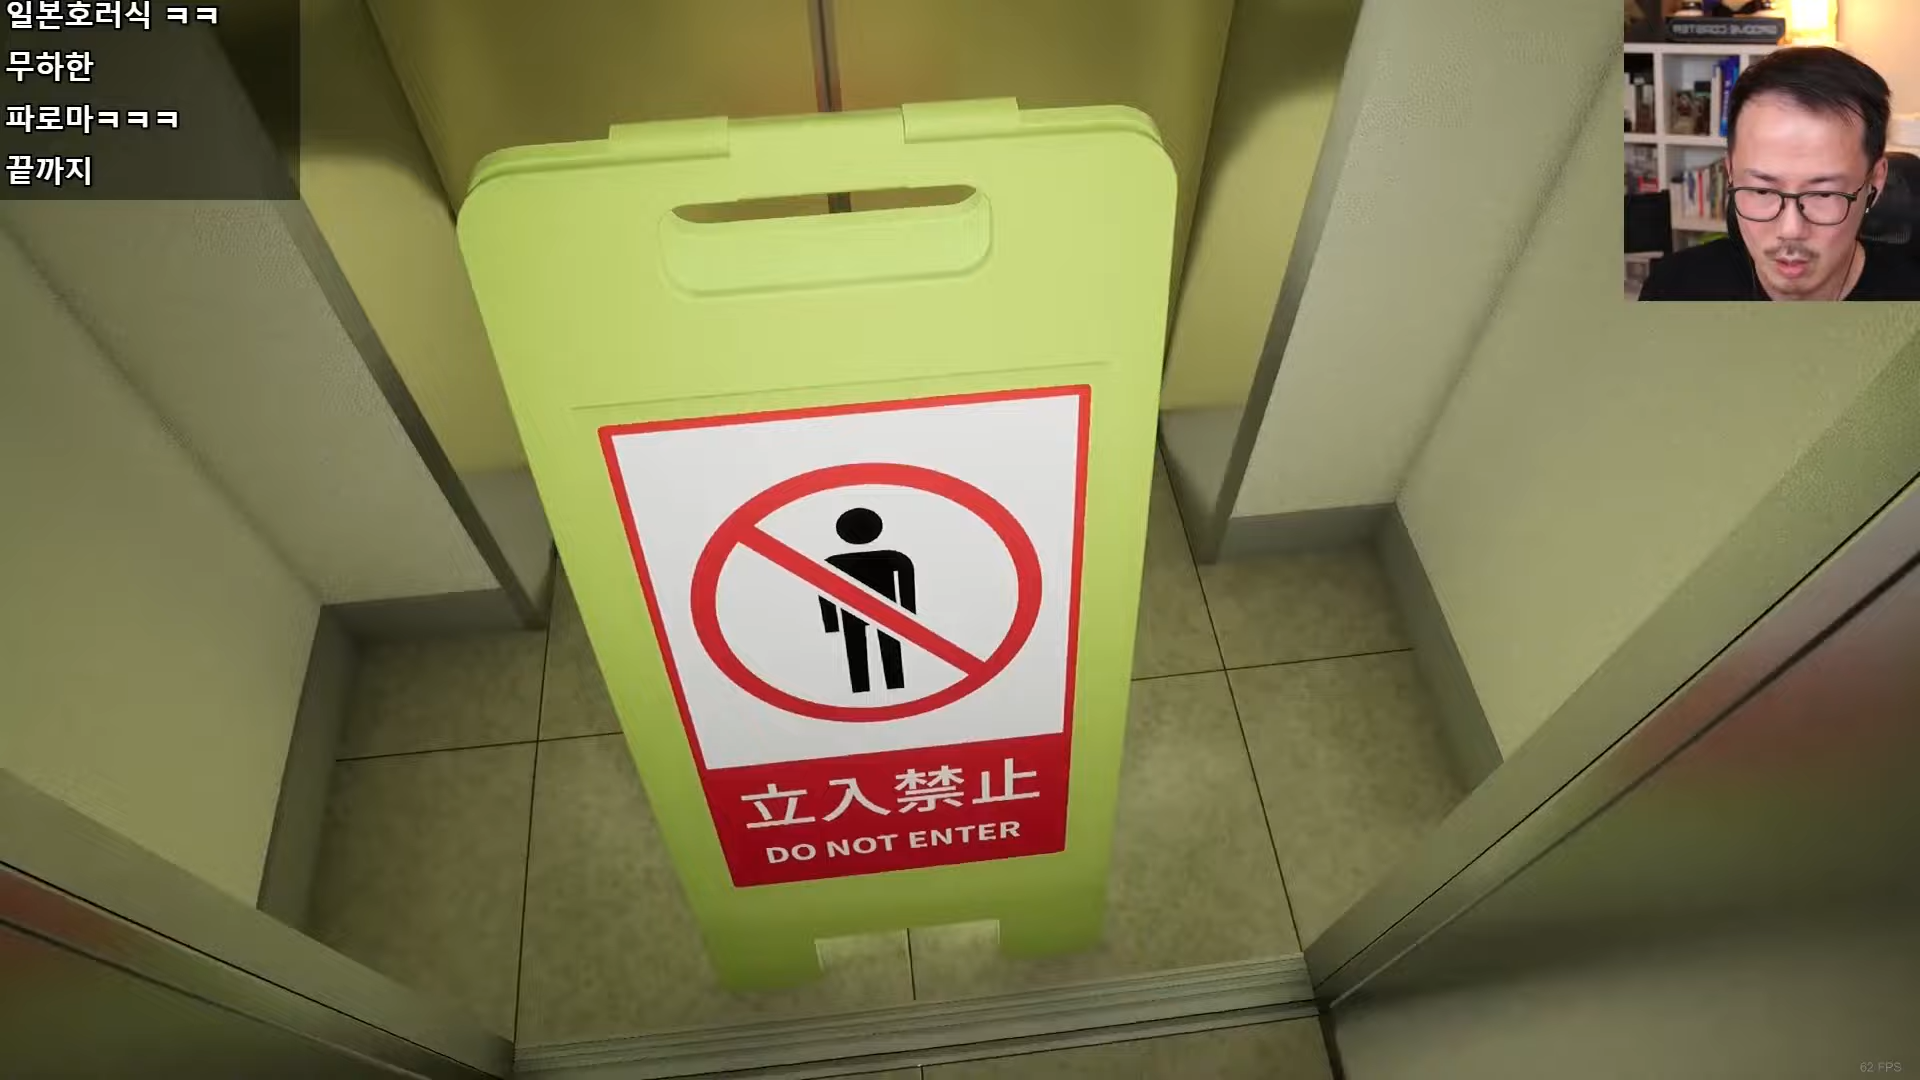 일본호러식 ㅋㅋ
무하한
파로마ㅋㅋㅋ
끝까지
立入禁止
DO NOT ENTER
62 FPS